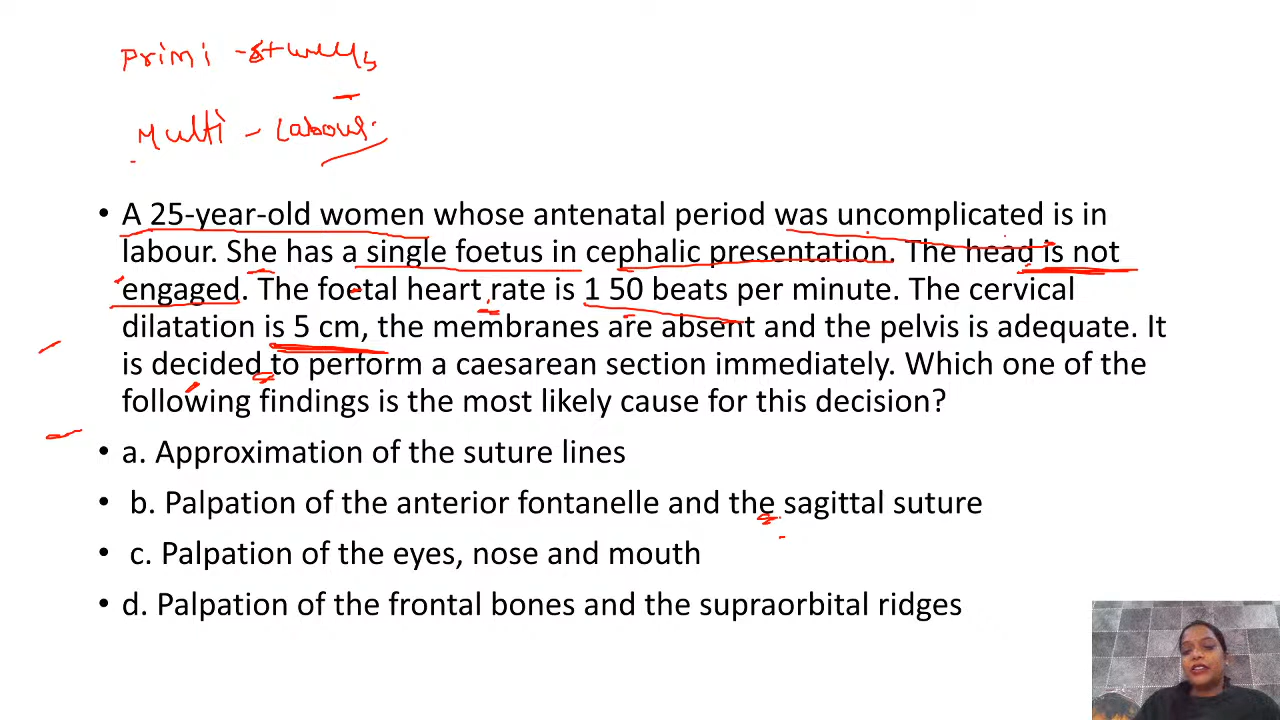 Primi -
Multi - Labour.
• A 25-year-old women whose antenatal period was uncomplicated is in
labour. She has a single foetus in cephalic presentation. The head is not
engaged. The foetal heart rate is 1 50 beats per minute. The cervical
dilatation is 5 cm, the membranes are absent and the pelvis is adequate. It
is decided to perform a caesarean section immediately. Which one of the
following findings is the most likely cause for this decision?
• a. Approximation of the suture lines
• b. Palpation of the anterior fontanelle and the sagittal suture
• c. Palpation of the eyes, nose and mouth
• d. Palpation of the frontal bones and the supraorbital ridges